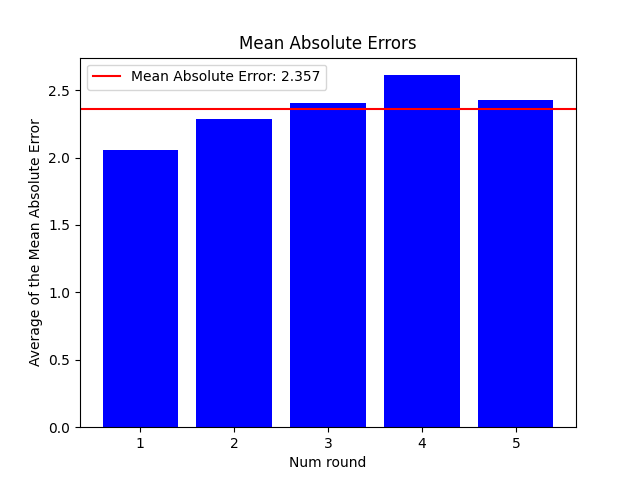 Mean Absolute Errors
Mean Absolute Error: 2.357
Average of the Mean Absolute Error
2.5
2.0
1.5
1.0
0.5
0.0
1 2 3 4 5
Num round